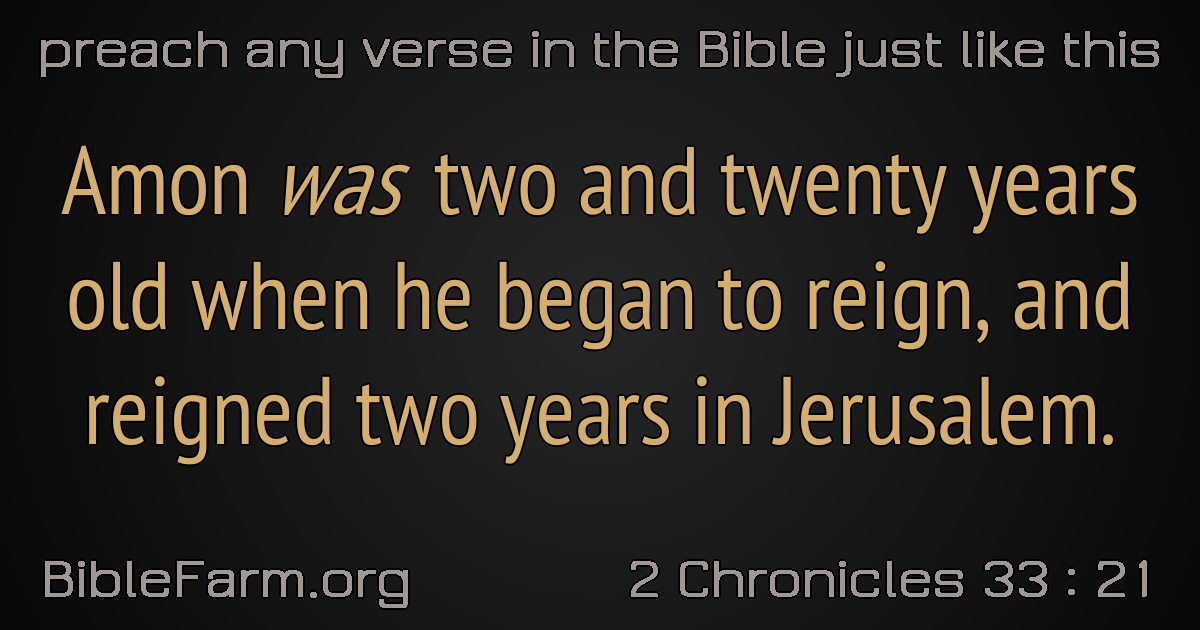 preach any verse in the Bible just like this
Amon was two and twenty years
old when he began to reign, and
reigned two years in Jerusalem.
BibleFarm.org 2 Chronicles 33 : 21